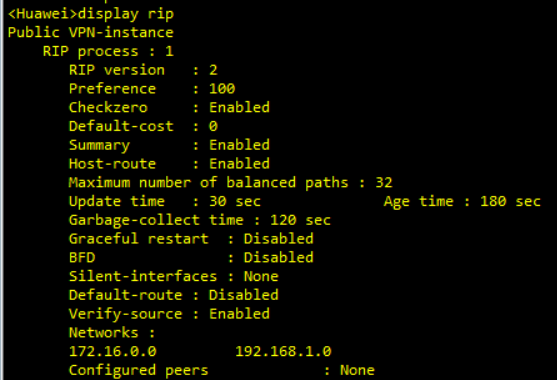 <Huawei>display rip
Public VPN-instance
RIP process : 1
RIP version : 2
Preference : 100
Checkzero : Enabled
Default-cost : 0
Summary : Enabled
Host-route : Enabled
Maximum number of balanced paths : 32
Update time : 30 sec Age time : 180 sec
Garbage-collect time : 120 sec
Graceful restart : Disabled
BFD : Disabled
Silent-interfaces : None
Default-route : Disabled
Verify-source : Enabled
Networks :
172.16.0.0 192.168.1.0
Configured peers : None